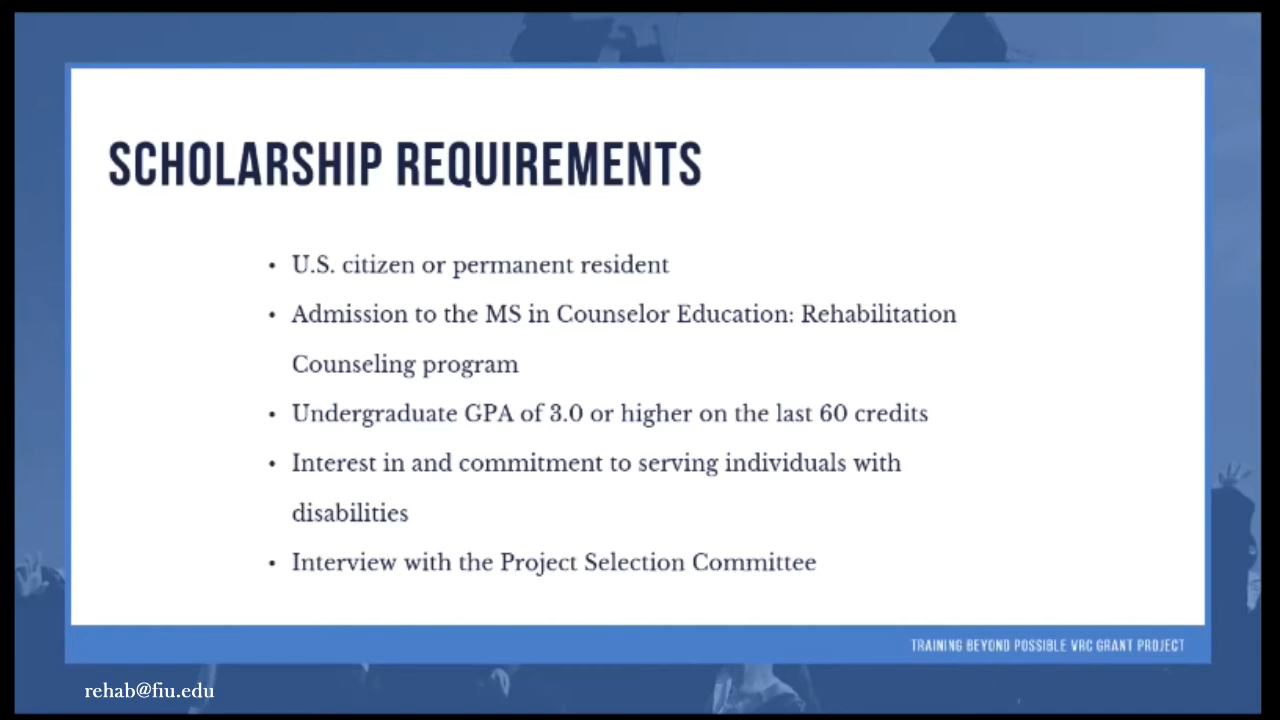 SCHOLARSHIP REQUIREMENTS
• U.S. citizen or permanent resident
• Admission to the MS in Counselor Education: Rehabilitation
Counseling program
• Undergraduate GPA of 3.0 or higher on the last 60 credits
• Interest in and commitment to serving individuals with
disabilities
• Interview with the Project Selection Committee
TRAINING BEYOND POSSIBLE VRC GRANT PROJECT
rehab@fiu.edu